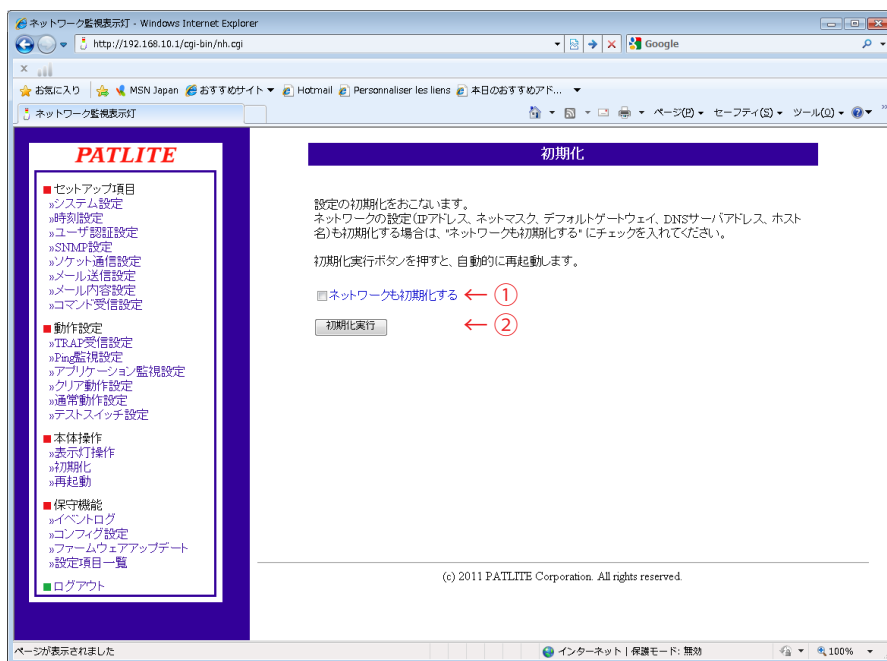 ネットワーク監視表示灯 - Windows Internet Explorer
http://192.168.10.1/cgi-bin/nh.cgi
Google
x
お気に入り
MSN Japan
おすすめサイト
Hotmail
Personnaliser les liens
本日のおすすめアド...
ネットワーク監視表示灯
ページ(P)
セーフティ(S)
ツール(O)
»
PATLITE
セットアップ項目
»システム設定
»時刻設定
»ユーザ認証設定
»SNMP設定
»ソケット通信設定
»メール送信設定
»メール内容設定
»コマンド受信設定
動作設定
»TRAP受信設定
»Ping監視設定
»アプリケーション監視設定
»クリア動作設定
»通常動作設定
»テストスイッチ設定
本体操作
»表示灯操作
»初期化
»再起動
保守機能
»イベントログ
»コンフィグ設定
»ファームウェアアップデート
»設定項目一覧
ログアウト
初期化
設定の初期化をおこないます。
ネットワークの設定(IPアドレス、ネットマスク、デフォルトゲートウェイ、DNSサーバアドレス、ホスト
名)も初期化する場合は、"ネットワークも初期化する" にチェックを入れてください。
初期化実行ボタンを押すと、自動的に再起動します。
ネットワークも初期化する ← ①
初期化実行 ← ②
(c) 2011 PATLITE Corporation. All rights reserved.
ページが表示されました
インターネット | 保護モード: 無効
100%